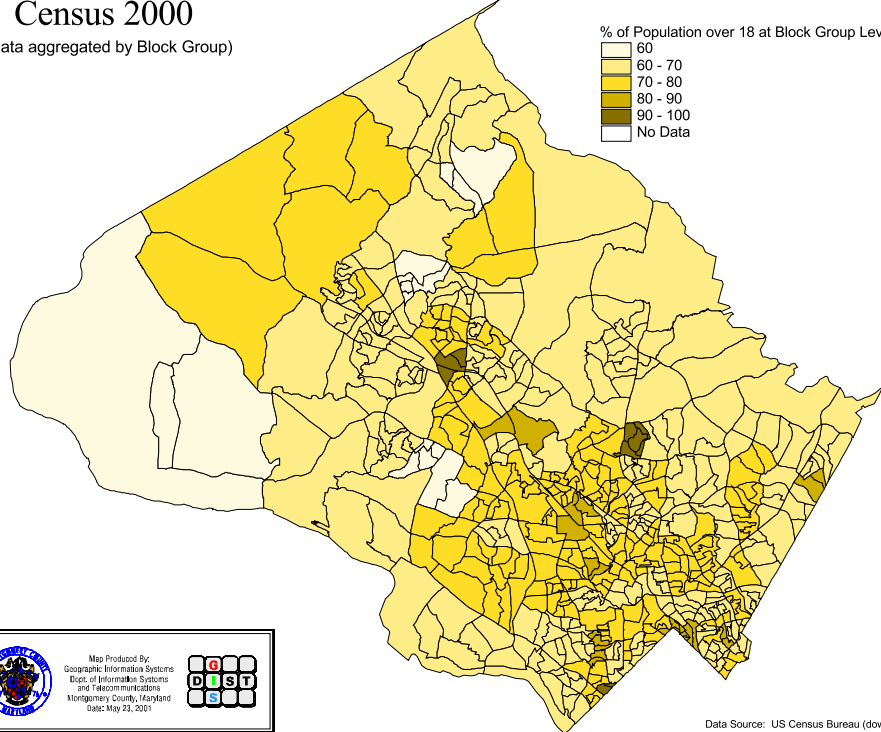 Census 2000
ata aggregated by Block Group)
% of Population over 18 at Block Group Lev
60
60 - 70
70 - 80
80 - 90
90 - 100
No Data
Map Produced By:
Geographic Information Systems
Dept. of Information Systems
and Telecommunications
Montgomery County, Maryland
Date: May 23, 2001
G
D I S T
S
MARYLAND
Data Source: US Census Bureau (dow